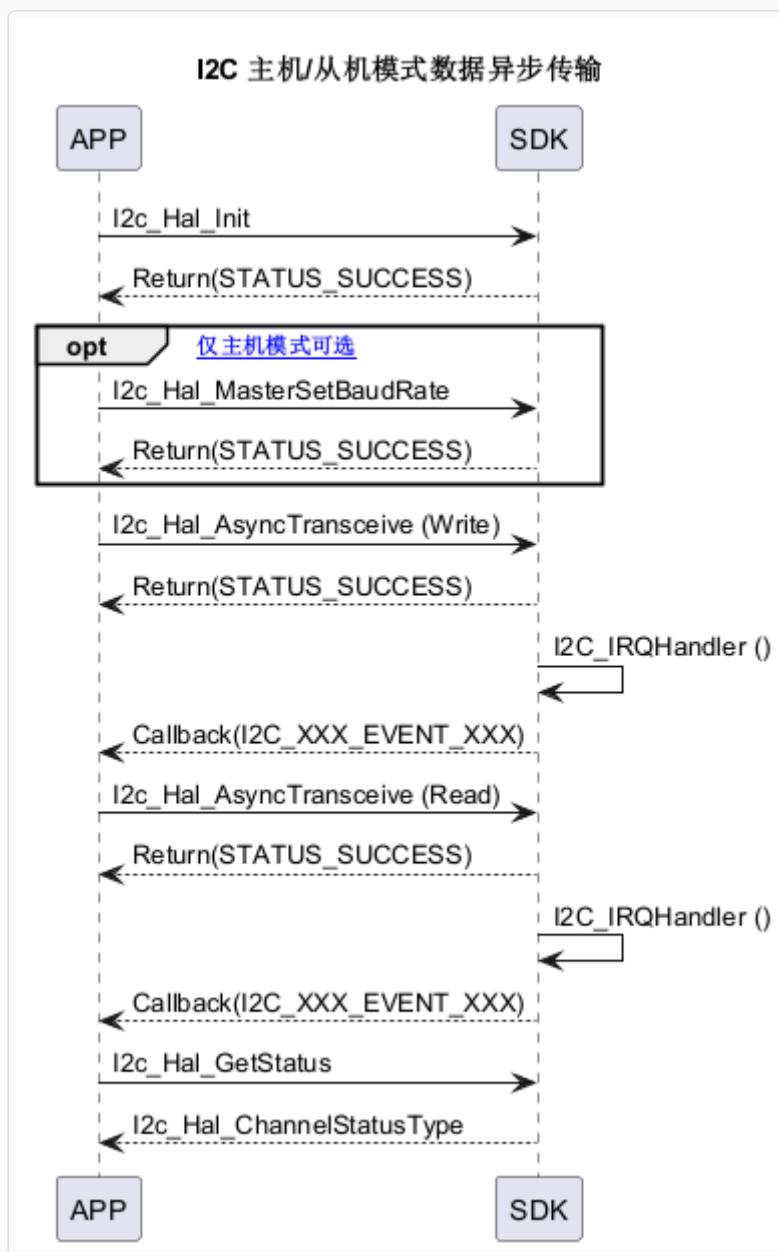 I2C 主机/从机模式数据异步传输
APP SDK
I2c_Hal_Init
Return(STATUS_SUCCESS)
opt 仅主机模式可选
I2c_Hal_MasterSetBaudRate
Return(STATUS_SUCCESS)
I2c_Hal_AsyncTransceive (Write)
Return(STATUS_SUCCESS)
I2C_IRQHandler ()
Callback(I2C_XXX_EVENT_XXX)
I2c_Hal_AsyncTransceive (Read)
Return(STATUS_SUCCESS)
I2C_IRQHandler ()
Callback(I2C_XXX_EVENT_XXX)
I2c_Hal_GetStatus
I2c_Hal_ChannelStatusType
APP SDK